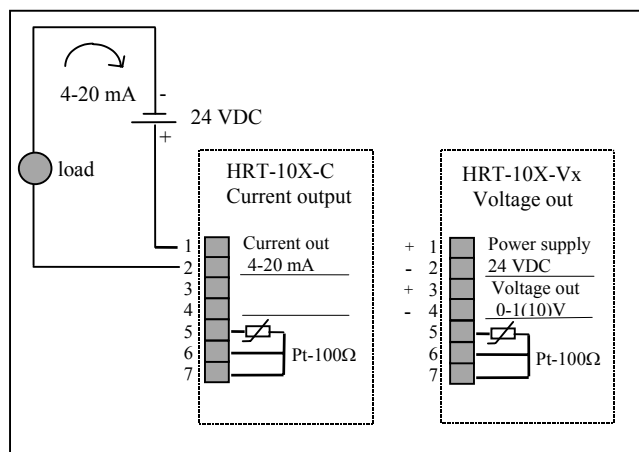 4-20 mA
-
24 VDC
+
load
HRT-10X-C
Current output
1
2
3
4
5
6
7
Current out
4-20 mA
Pt-100Ω
HRT-10X-Vx
Voltage out
+ 1
- 2
+ 3
- 4
5
6
7
Power supply
24 VDC
Voltage out
0-1(10)V
Pt-100Ω